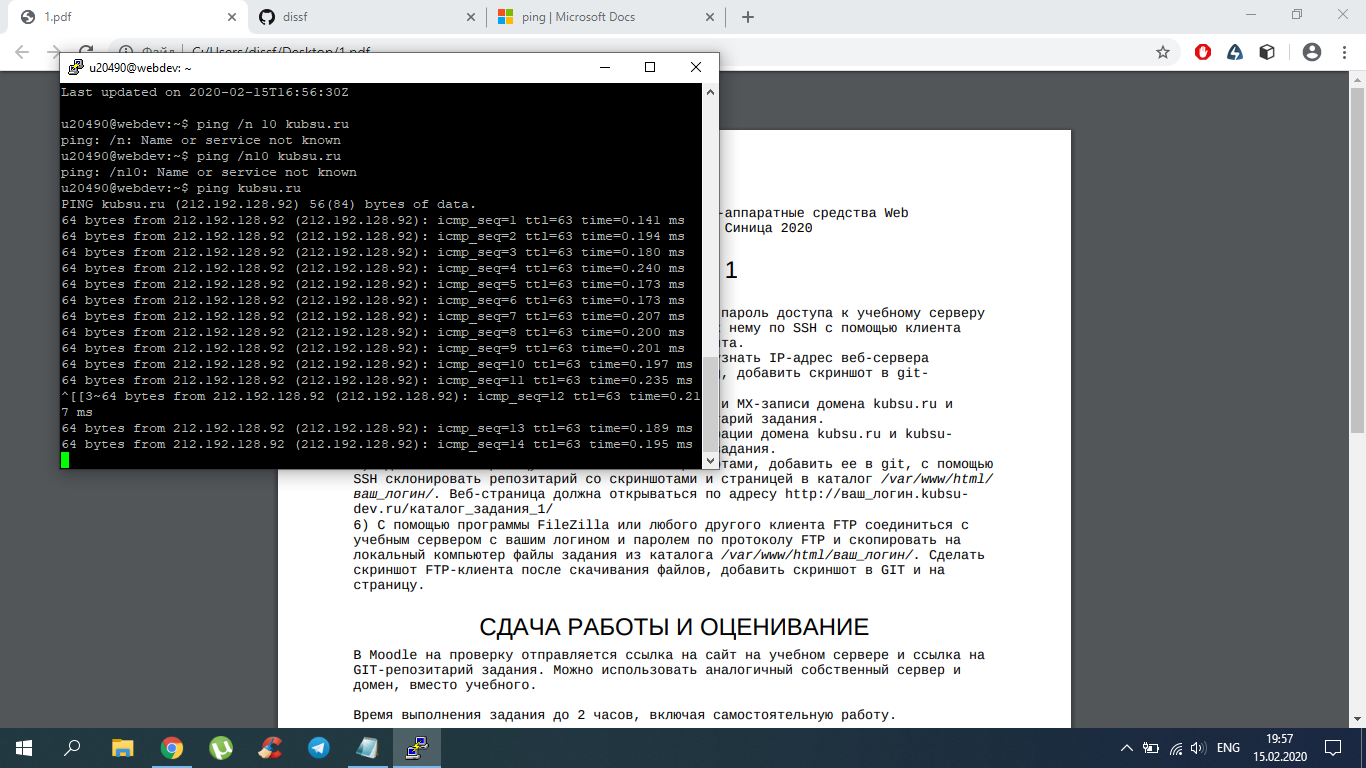 1.pdf
dissf
ping | Microsoft Docs
Файл
C:/Users/dissf/Desktop/1.pdf
u20490@webdev: ~
Last updated on 2020-02-15T16:56:30Z
u20490@webdev:~$ ping /n 10 kubsu.ru
ping: /n: Name or service not known
u20490@webdev:~$ ping /n10 kubsu.ru
ping: /n10: Name or service not known
u20490@webdev:~$ ping kubsu.ru
PING kubsu.ru (212.192.128.92) 56(84) bytes of data.
64 bytes from 212.192.128.92 (212.192.128.92): icmp_seq=1 ttl=63 time=0.141 ms
64 bytes from 212.192.128.92 (212.192.128.92): icmp_seq=2 ttl=63 time=0.194 ms
64 bytes from 212.192.128.92 (212.192.128.92): icmp_seq=3 ttl=63 time=0.180 ms
64 bytes from 212.192.128.92 (212.192.128.92): icmp_seq=4 ttl=63 time=0.240 ms
64 bytes from 212.192.128.92 (212.192.128.92): icmp_seq=5 ttl=63 time=0.173 ms
64 bytes from 212.192.128.92 (212.192.128.92): icmp_seq=6 ttl=63 time=0.173 ms
64 bytes from 212.192.128.92 (212.192.128.92): icmp_seq=7 ttl=63 time=0.207 ms
64 bytes from 212.192.128.92 (212.192.128.92): icmp_seq=8 ttl=63 time=0.200 ms
64 bytes from 212.192.128.92 (212.192.128.92): icmp_seq=9 ttl=63 time=0.201 ms
64 bytes from 212.192.128.92 (212.192.128.92): icmp_seq=10 ttl=63 time=0.197 ms
64 bytes from 212.192.128.92 (212.192.128.92): icmp_seq=11 ttl=63 time=0.235 ms
^[[3~64 bytes from 212.192.128.92 (212.192.128.92): icmp_seq=12 ttl=63 time=0.21
7 ms
64 bytes from 212.192.128.92 (212.192.128.92): icmp_seq=13 ttl=63 time=0.189 ms
64 bytes from 212.192.128.92 (212.192.128.92): icmp_seq=14 ttl=63 time=0.195 ms
-аппаратные средства Web
Синица 2020
1
пароль доступа к учебному серверу
нему по SSH с помощью клиента
та.
узнать IP-адрес веб-сервера
, добавить скриншот в git-
и MX-записи домена kubsu.ru и
тарий задания.
рации домена kubsu.ru и kubsu-
адания.
тами, добавить ее в git, с помощью
SSH склонировать репозитарий со скриншотами и страницей в каталог /var/www/html/
ваш_логин/. Веб-страница должна открываться по адресу http://ваш_логин.kubsu-
dev.ru/каталог_задания_1/
6) С помощью программы FileZilla или любого другого клиента FTP соединиться с
учебным сервером с вашим логином и паролем по протоколу FTP и скопировать на
локальный компьютер файлы задания из каталога /var/www/html/ваш_логин/. Сделать
скриншот FTP-клиента после скачивания файлов, добавить скриншот в GIT и на
страницу.
СДАЧА РАБОТЫ И ОЦЕНИВАНИЕ
В Moodle на проверку отправляется ссылка на сайт на учебном сервере и ссылка на
GIT-репозитарий задания. Можно использовать аналогичный собственный сервер и
домен, вместо учебного.
Время выполнения задания до 2 часов, включая самостоятельную работу.
ENG
19:57
15.02.2020